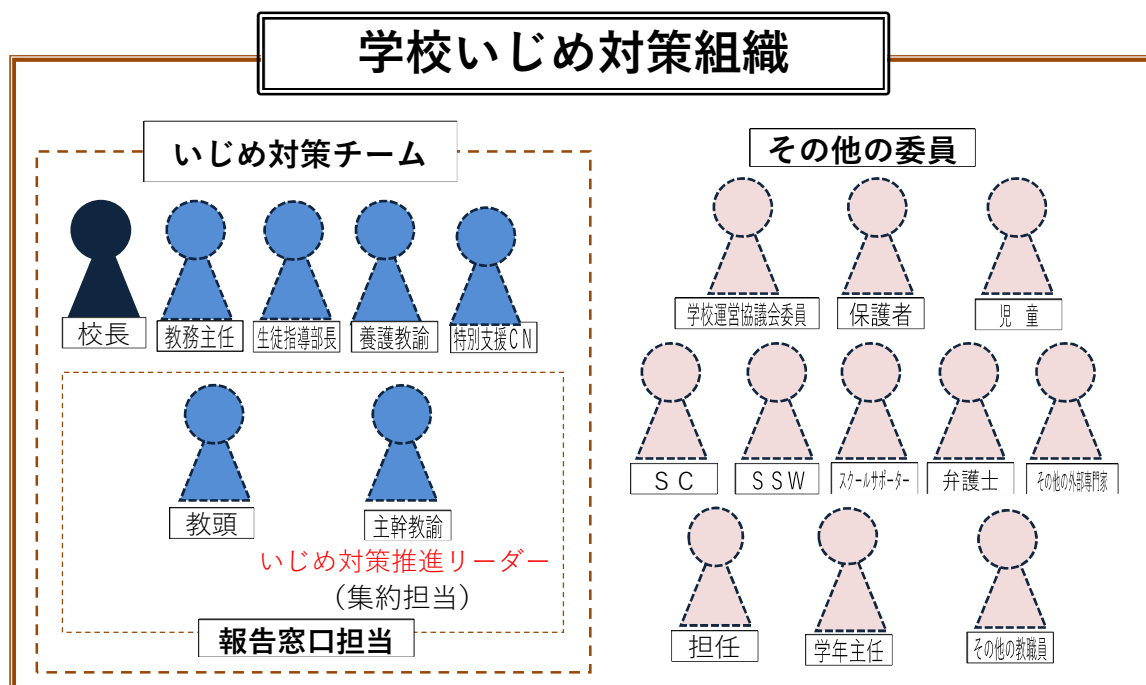 学校いじめ対策組織
いじめ対策チーム
その他の委員
校長
教務主任
生徒指導部長
養護教諭
特別支援CN
学校運営協議会委員
保護者
児童
教頭
主幹教諭
いじめ対策推進リーダー
（集約担当）
報告窓口担当
SC
SSW
スクールサポーター
弁護士
その他の外部専門家
担任
学年主任
その他の教職員